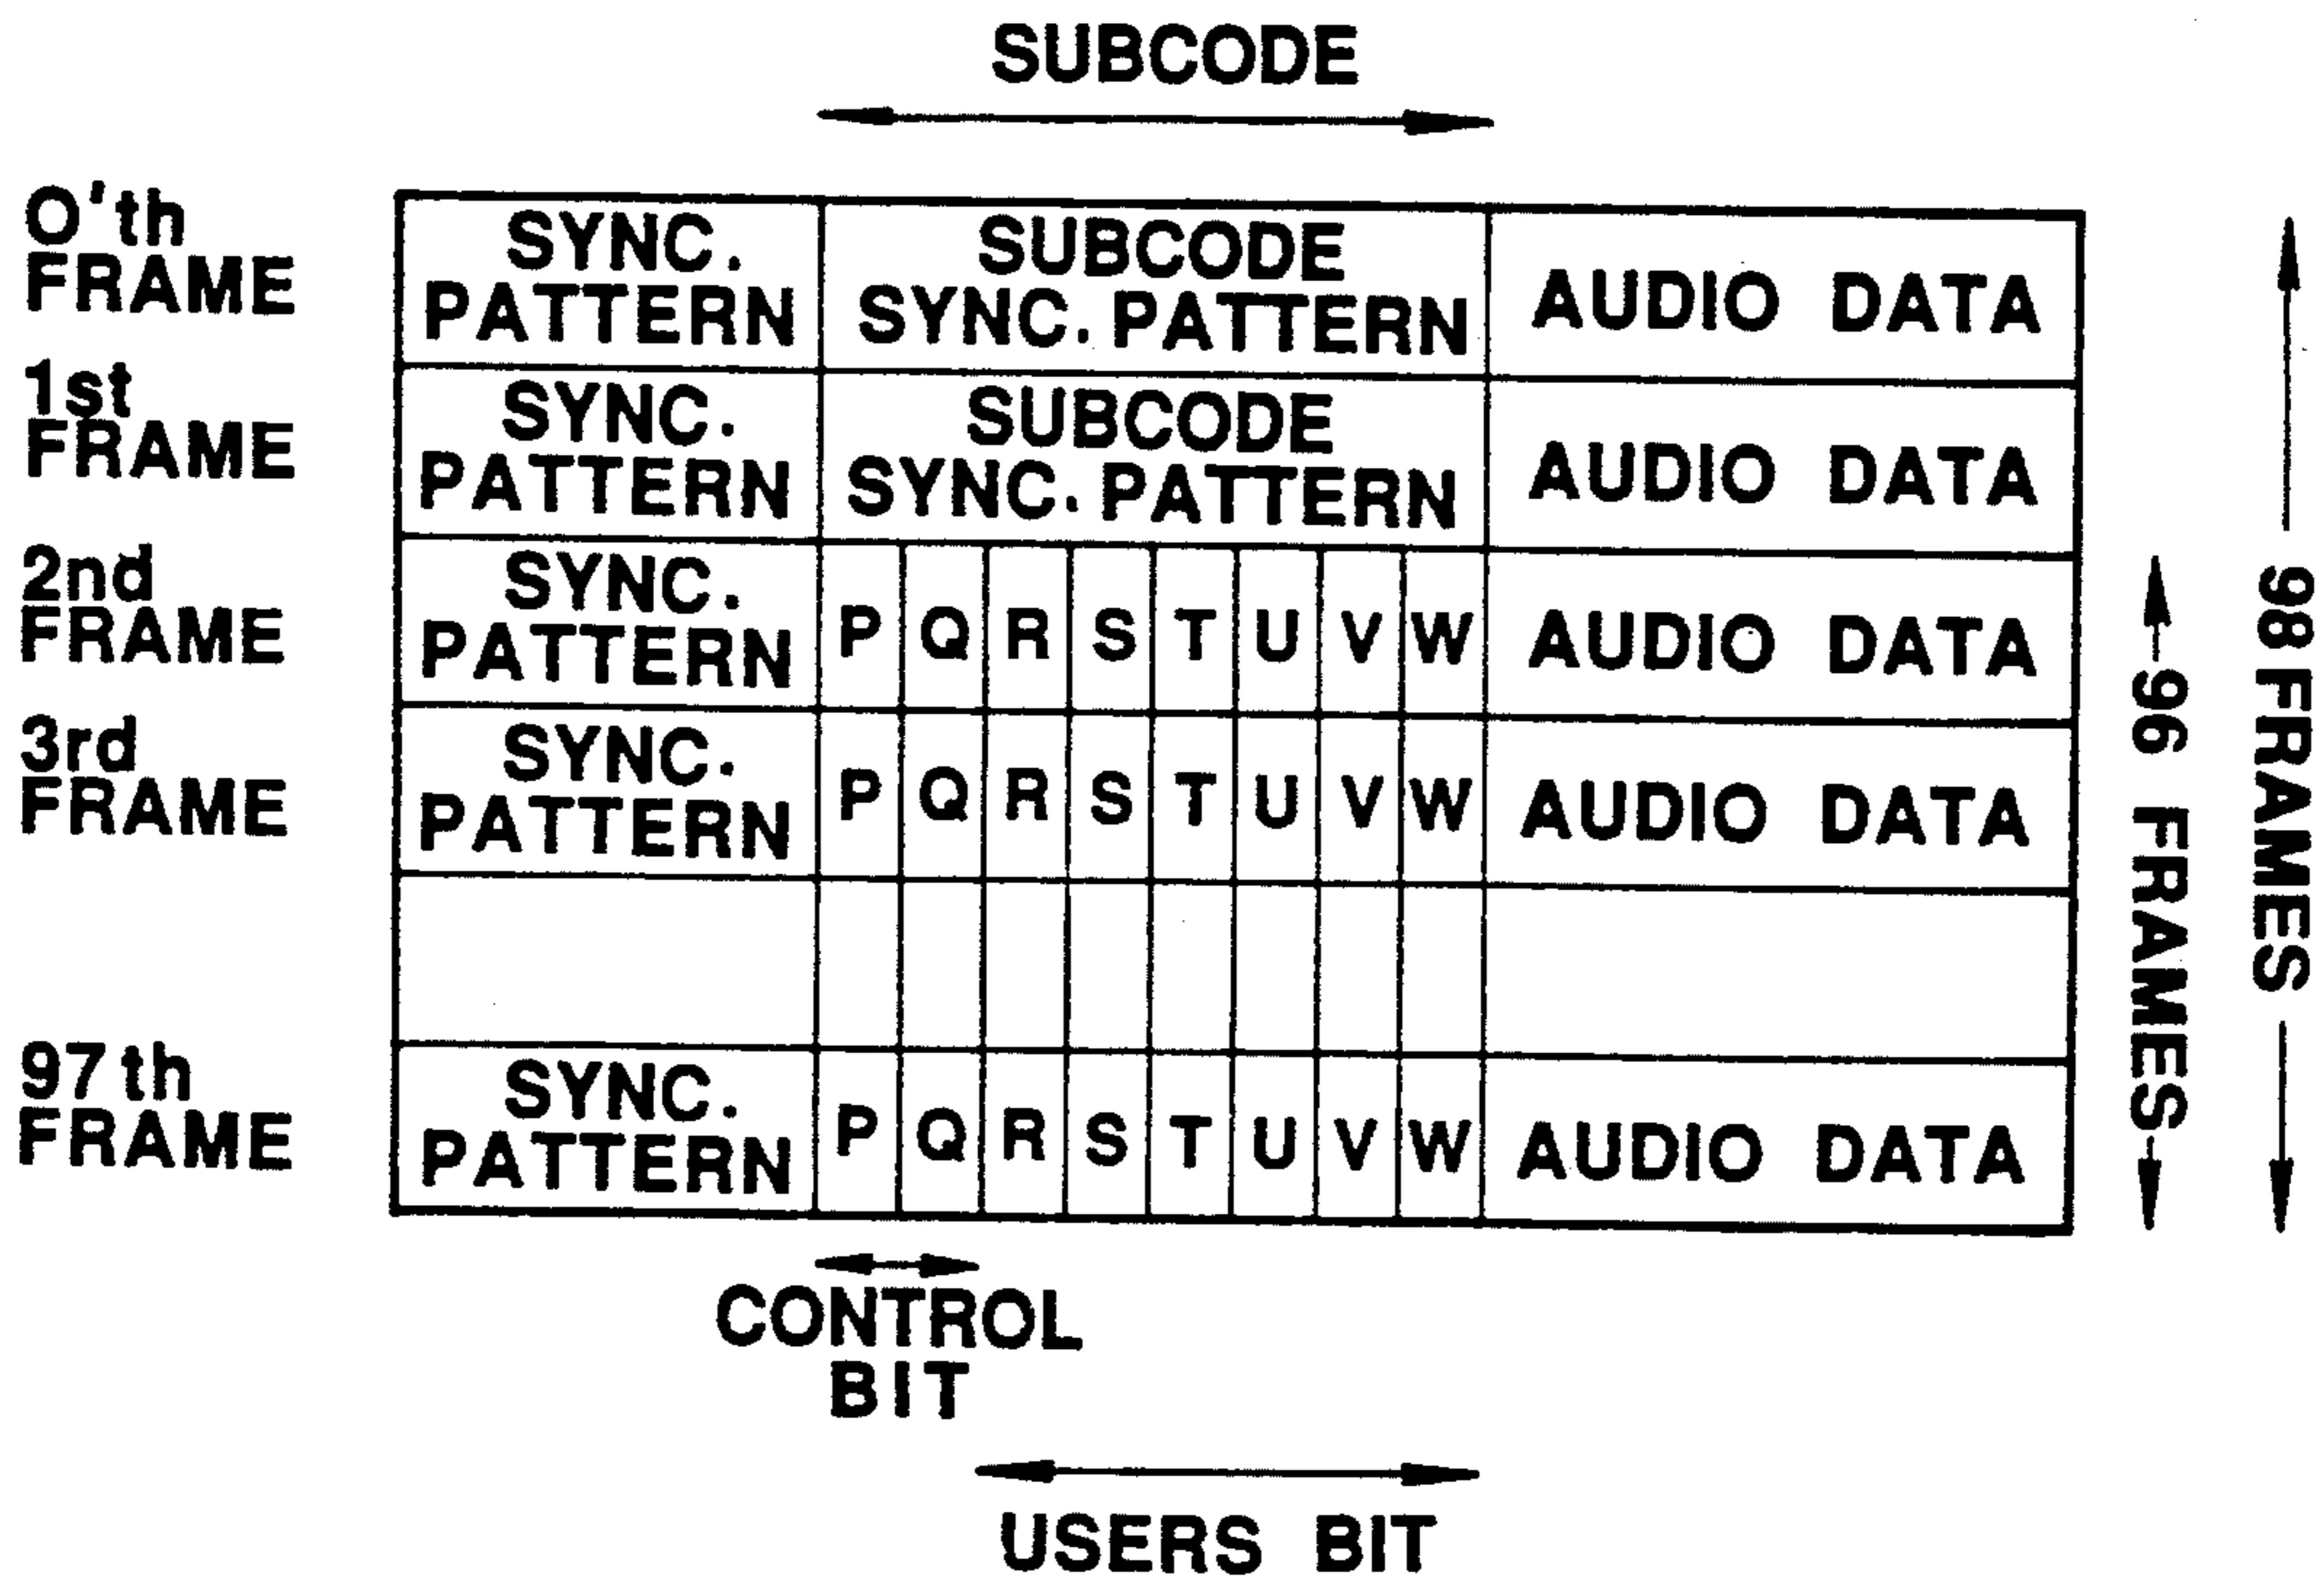 SUBCODE
O'th
FRAME
SYNC.
PATTERN
SUBCODE
SYNC. PATTERN
AUDIO DATA
1st
FRAME
SYNC.
PATTERN
SUBCODE
SYNC. PATTERN
AUDIO DATA
2nd
FRAME
SYNC.
PATTERN
P Q R S T U V W
AUDIO DATA
3rd
FRAME
SYNC.
PATTERN
P Q R S T U V W
AUDIO DATA
97th
FRAME
SYNC.
PATTERN
P Q R S T U V W
AUDIO DATA
96 FRAMES
98 FRAMES
CONTROL
BIT
USERS BIT